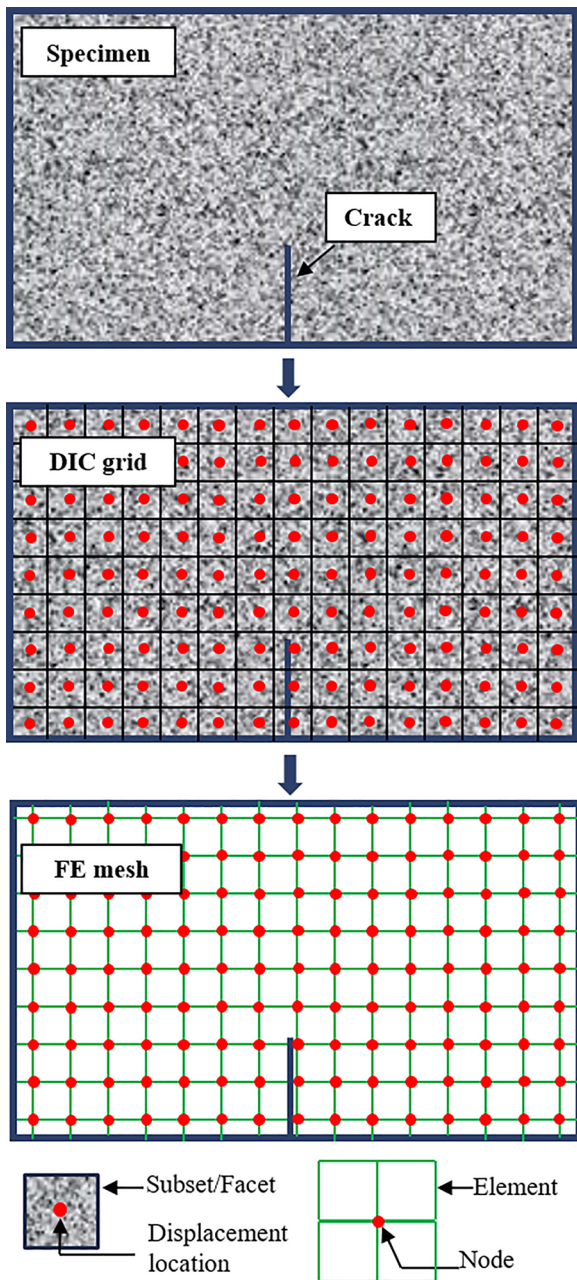 Specimen
Crack
DIC grid
FE mesh
Subset/Facet
Displacement
location
Element
Node